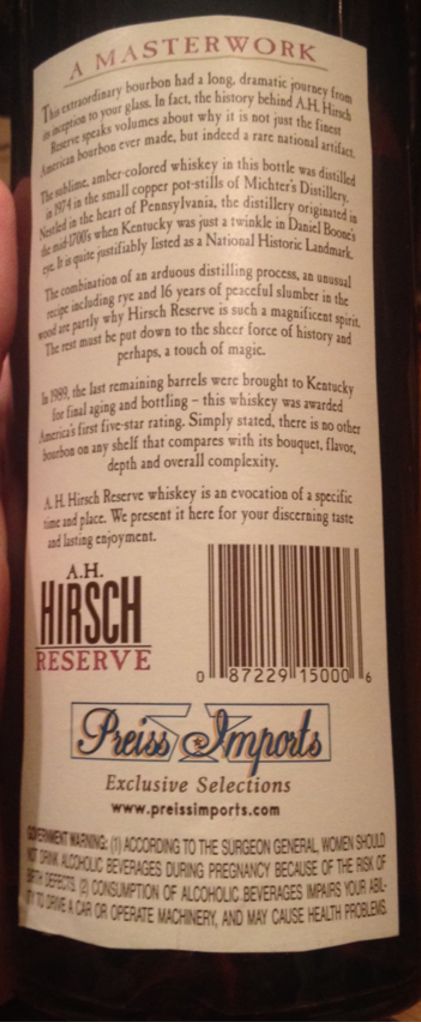 A MASTERWORK
This extraordinary bourbon had a long, dramatic journey from
its inception to your glass. In fact, the history behind A.H. Hirsch
Reserve speaks volumes about why it is not just the finest
American bourbon ever made, but indeed a rare national artifact.
The sublime, amber-colored whiskey in this bottle was distilled
in 1974 in the small copper pot-stills of Michter's Distillery.
Nestled in the heart of Pennsylvania, the distillery originated in
the mid-1700's when Kentucky was just a twinkle in Daniel Boone's
eye. It is quite justifiably listed as a National Historic Landmark.
The combination of an arduous distilling process, an unusual
recipe including rye and 16 years of peaceful slumber in the
wood are partly why Hirsch Reserve is such a magnificent spirit.
The rest must be put down to the sheer force of history and
perhaps, a touch of magic.
In 1989, the last remaining barrels were brought to Kentucky
for final aging and bottling – this whiskey was awarded
America's first five-star rating. Simply stated, there is no other
bourbon on any shelf that compares with its bouquet, flavor,
depth and overall complexity.
A. H. Hirsch Reserve whiskey is an evocation of a specific
time and place. We present it here for your discerning taste
and lasting enjoyment.
A.H.
HIRSCH
RESERVE
0 87229 15000 6
Preiss Imports
Exclusive Selections
www.preissimports.com
GOVERNMENT WARNING: (1) ACCORDING TO THE SURGEON GENERAL, WOMEN SHOULD
NOT DRINK ALCOHOLIC BEVERAGES DURING PREGNANCY BECAUSE OF THE RISK OF
BIRTH DEFECTS. (2) CONSUMPTION OF ALCOHOLIC BEVERAGES IMPAIRS YOUR ABIL-
ITY TO DRIVE A CAR OR OPERATE MACHINERY, AND MAY CAUSE HEALTH PROBLEMS.